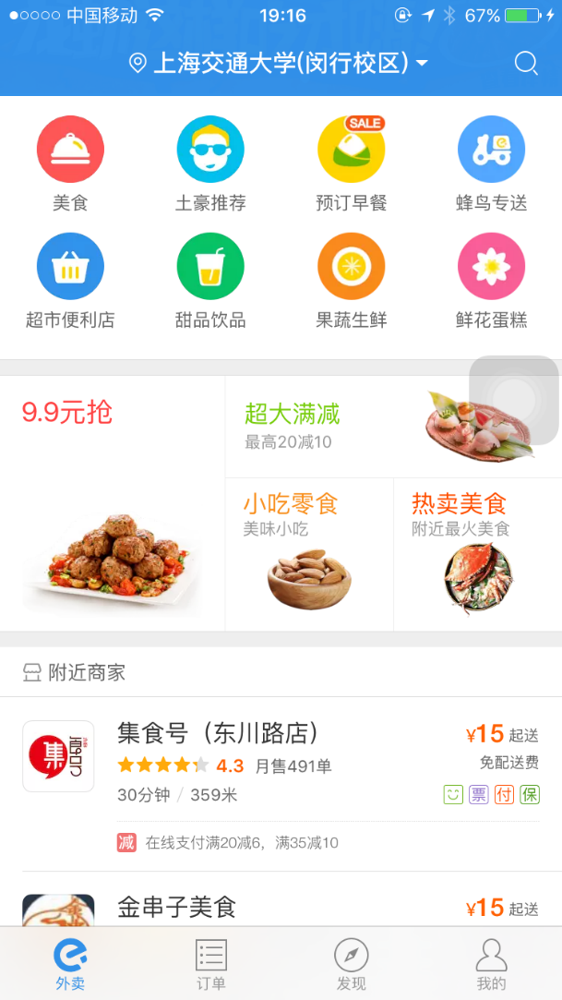 中国移动 19:16 67%
上海交通大学(闵行校区)
SALE
美食 土豪推荐 预订早餐 蜂鸟专送
超市便利店 甜品饮品 果蔬生鲜 鲜花蛋糕
9.9元抢
超大满减
最高20减10
小吃零食
美味小吃
热卖美食
附近最火美食
附近商家
集食号（东川路店） ¥15起送
4.3 月售491单 免配送费
30分钟 / 359米 票 付 保
减 在线支付满20减6，满35减10
金串子美食 ¥15起送
外卖 订单 发现 我的